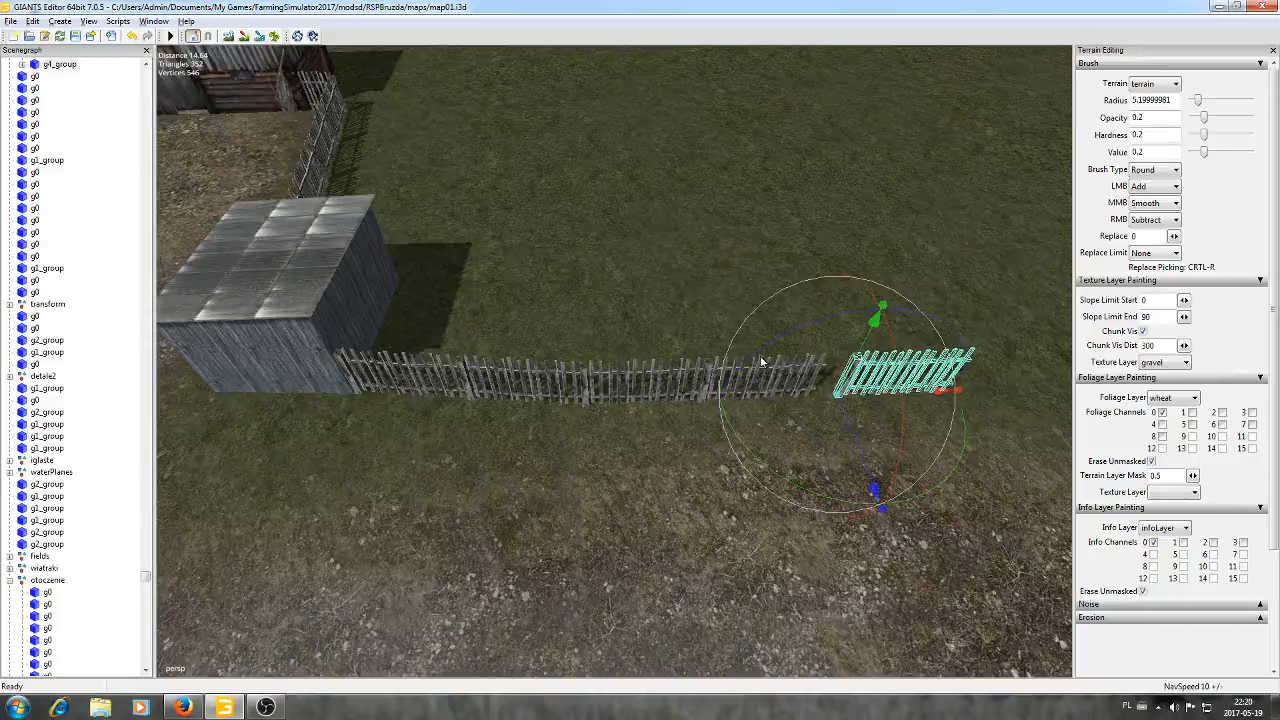 GIANTS Editor 64bit 7.0.5 - C:/Users/Admin/Documents/My Games/FarmingSimulator2017/modsd/RSPBruzda/maps/map01.i3d
File Edit Create View Scripts Window Help
Scenegraph
g4_group
g0
g0
g0
g0
g0
g0
g0
g1_group
g0
g0
g0
g0
g0
g0
g0
g0
g1_group
g0
g0
transform
g0
g0
g2_group
g1_group
g0
detale2
g1_group
g0
g2_group
g1_group
g1_group
g1_group
iglaste
waterPlanes
g2_group
g1_group
g1_group
g1_group
g2_group
g2_group
fields
wiatraki
otoczenie
g0
g0
g0
g0
g0
g0
g0
Distance 14.64
Triangles 352
Vertices 546
persp
Terrain Editing
Brush
Terrain terrain
Radius 5.19999981
Opacity 0.2
Hardness 0.2
Value 0.2
Brush Type Round
LMB Add
MMB Smooth
RMB Subtract
Replace 0
Replace Limit None
Replace Picking: CRTL-R
Texture Layer Painting
Slope Limit Start 0
Slope Limit End 90
Chunk Vis
Chunk Vis Dist 300
Texture Layer gravel
Foliage Layer Painting
Foliage Layer wheat
Foliage Channels 0 1 2 3
4 5 6 7
8 9 10 11
12 13 14 15
Erase Unmasked
Terrain Layer Mask 0.5
Texture Layer
Info Layer Painting
Info Layer infoLayer
Info Channels 0 1 2 3
4 5 6 7
8 9 10 11
12 13 14 15
Erase Unmasked
Noise
Erosion
Ready
NavSpeed 10 +/-
PL
22:20
2017-05-19